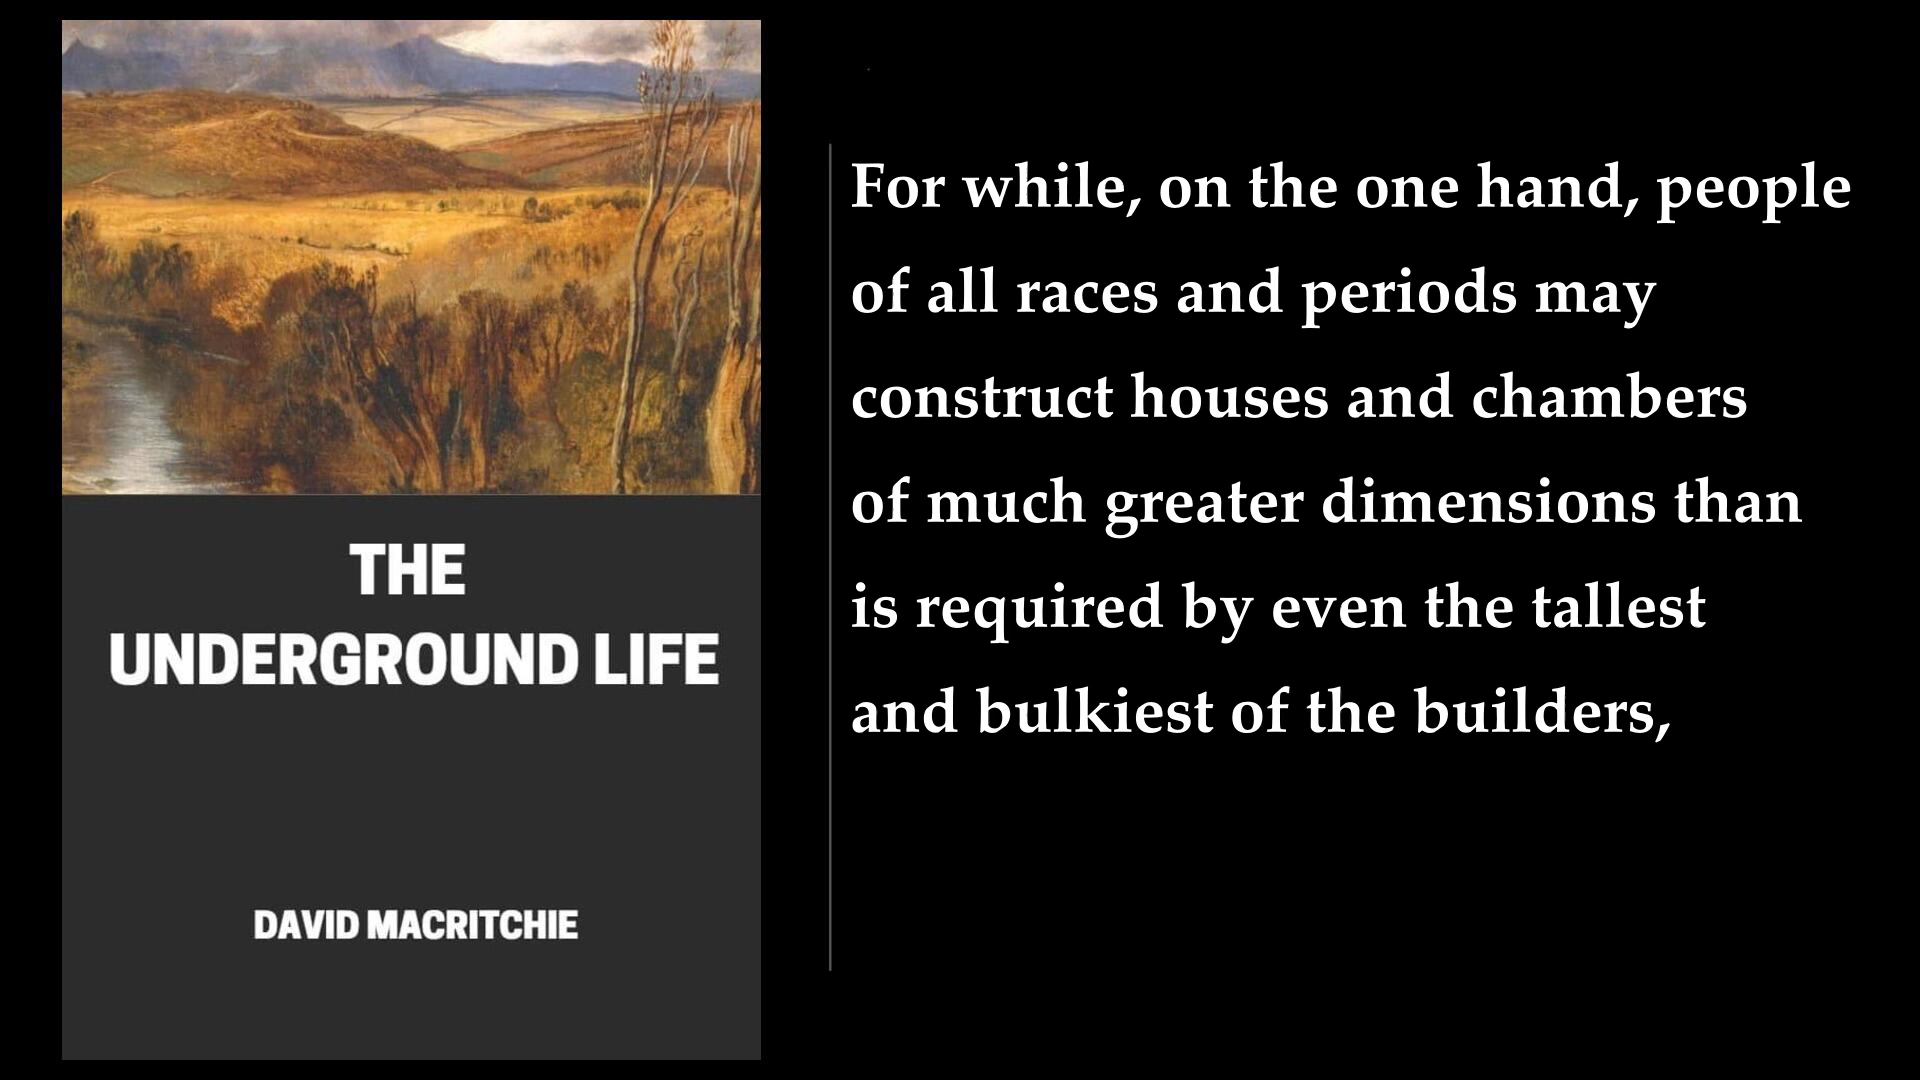 THE
UNDERGROUND LIFE
DAVID MACRITCHIE
For while, on the one hand, people
of all races and periods may
construct houses and chambers
of much greater dimensions than
is required by even the tallest
and bulkiest of the builders,